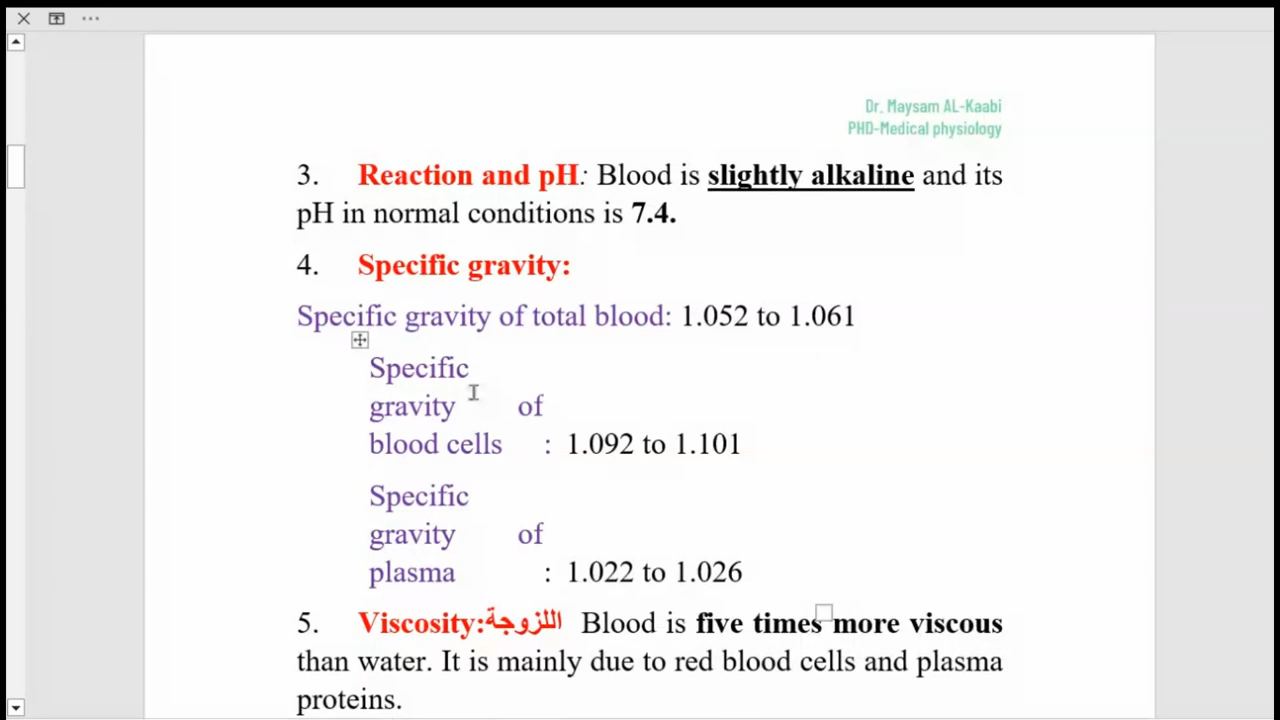 Dr. Maysam AL-Kaabi
PHD-Medical physiology
3. Reaction and pH: Blood is slightly alkaline and its
pH in normal conditions is 7.4.
4. Specific gravity:
Specific gravity of total blood: 1.052 to 1.061
Specific
gravity of
blood cells : 1.092 to 1.101
Specific
gravity of
plasma : 1.022 to 1.026
5. Viscosity:اللزوجة Blood is five times more viscous
than water. It is mainly due to red blood cells and plasma
proteins.